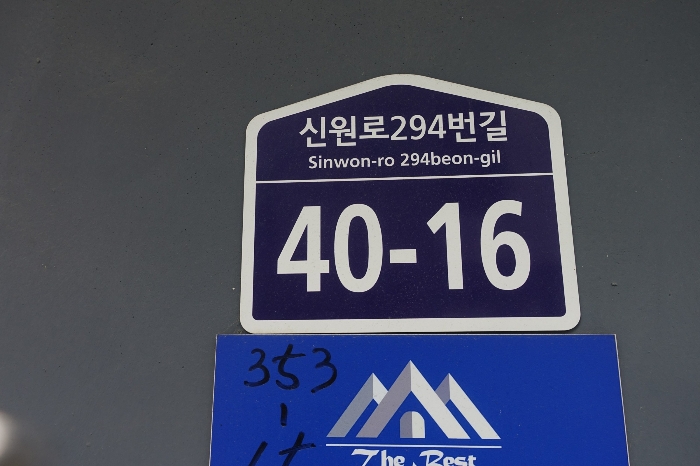 신원로294번길
Sinwon-ro 294beon-gil
40-16
353
The Best